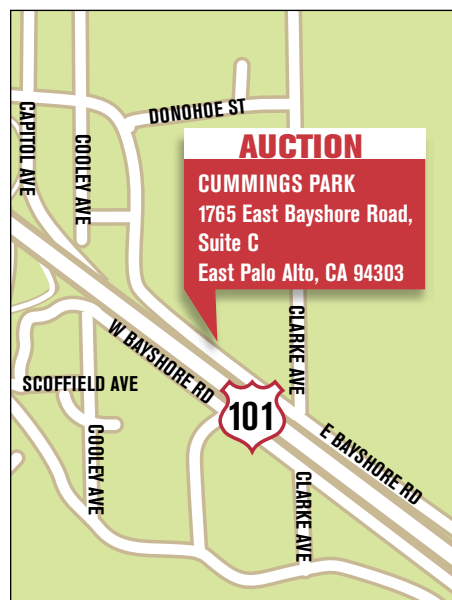 DONOHOE ST
CAPITOL AVE
COOLEY AVE
AUCTION
CUMMINGS PARK
1765 East Bayshore Road,
Suite C
East Palo Alto, CA 94303
CLARKE AVE
W BAYSHORE RD
SCOFFIELD AVE
101
E BAYSHORE RD
COOLEY AVE
CLARKE AVE